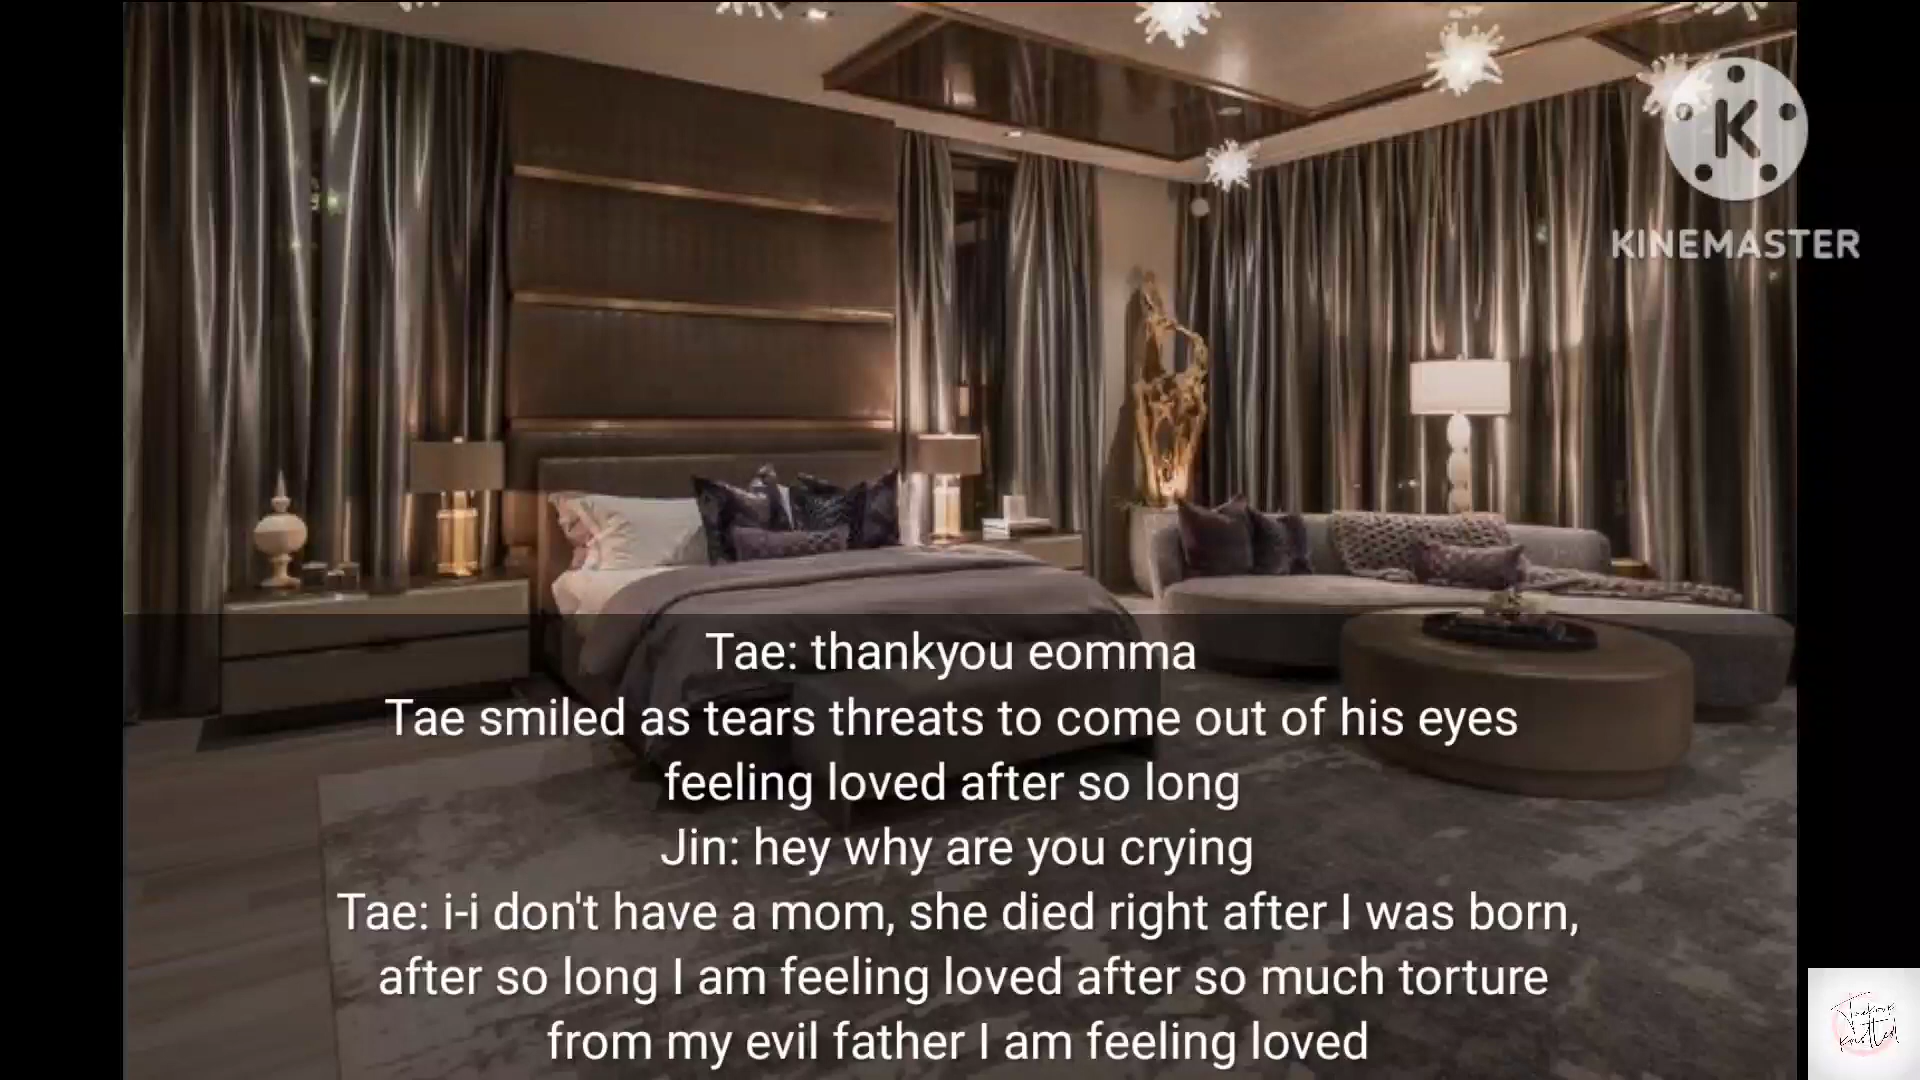 K
KINEMASTER
Tae: thankyou eomma
Tae smiled as tears threats to come out of his eyes
feeling loved after so long
Jin: hey why are you crying
Tae: i-i don't have a mom, she died right after I was born,
after so long I am feeling loved after so much torture
from my evil father I am feeling loved